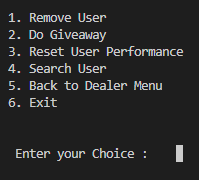 1. Remove User
2. Do Giveaway
3. Reset User Performance
4. Search User
5. Back to Dealer Menu
6. Exit
Enter your Choice :